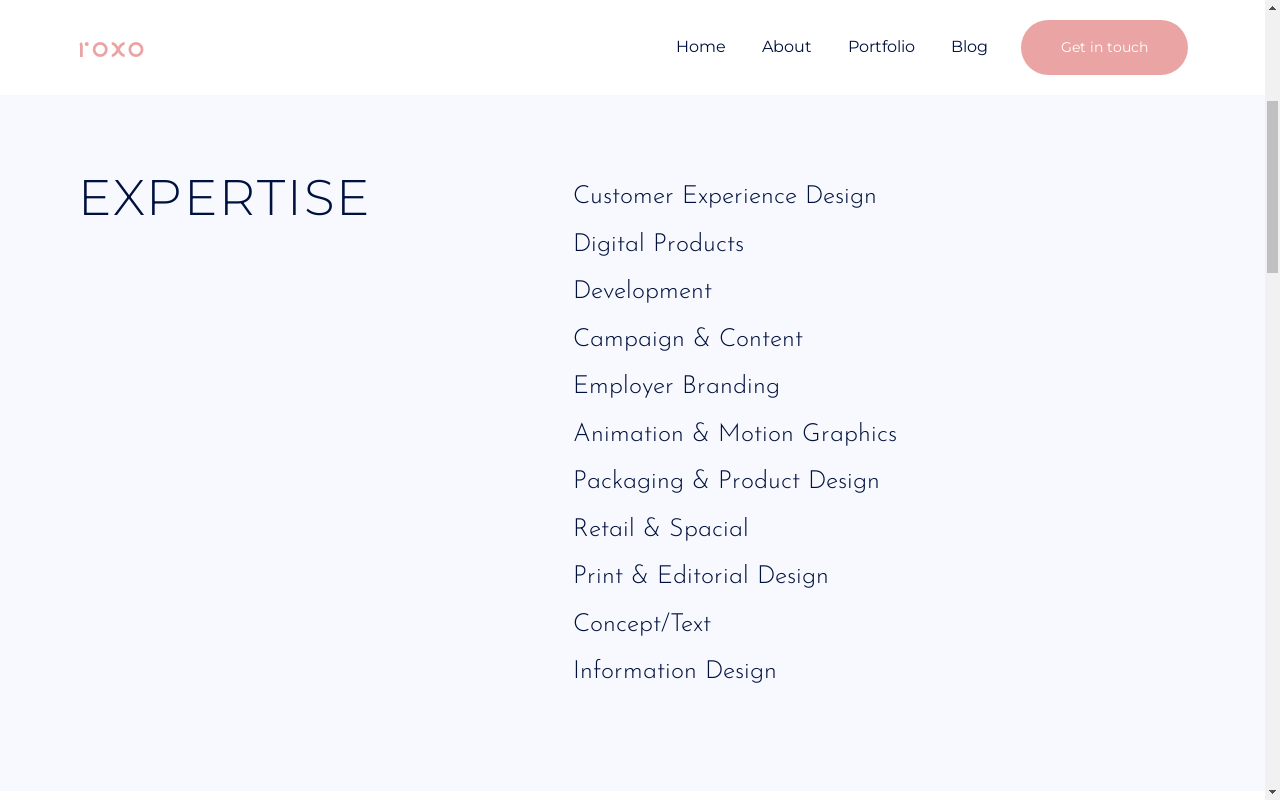 roxo
Home
About
Portfolio
Blog
Get in touch
EXPERTISE
Customer Experience Design
Digital Products
Development
Campaign & Content
Employer Branding
Animation & Motion Graphics
Packaging & Product Design
Retail & Spacial
Print & Editorial Design
Concept/Text
Information Design